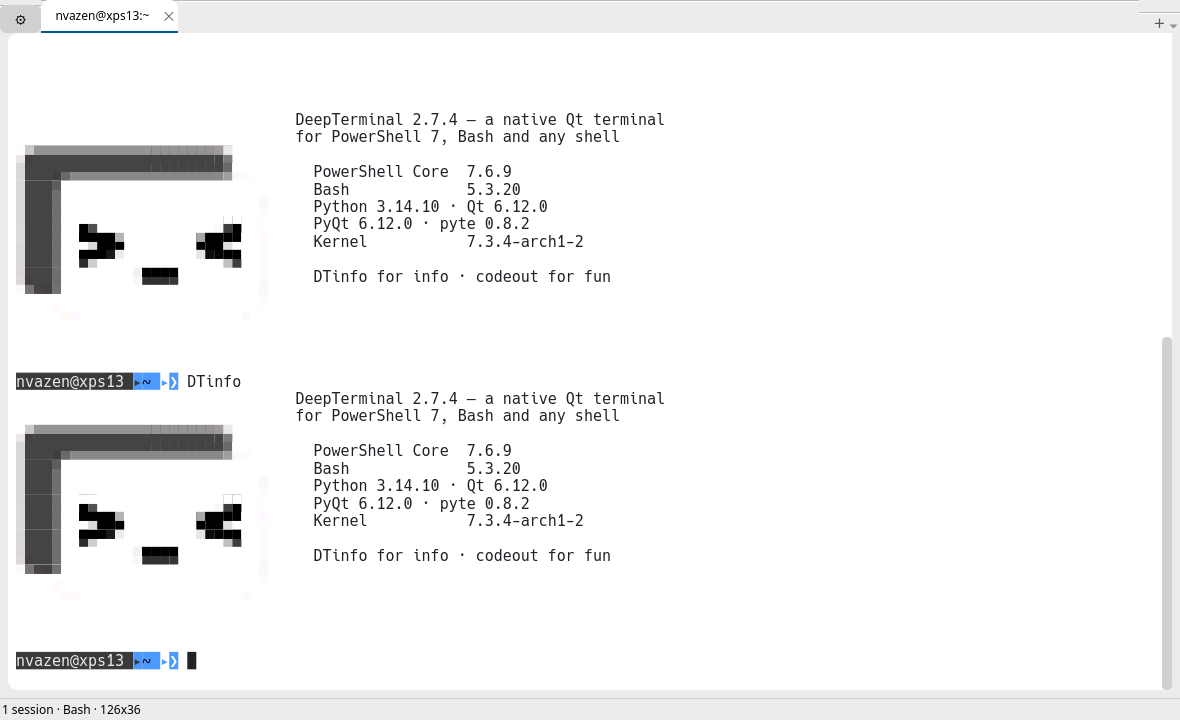 nvazen@xps13:~
DeepTerminal 2.7.4 — a native Qt terminal
for PowerShell 7, Bash and any shell
PowerShell Core  7.6.9
Bash             5.3.20
Python 3.14.10 · Qt 6.12.0
PyQt 6.12.0 · pyte 0.8.2
Kernel           7.3.4-arch1-2
DTinfo for info · codeout for fun
nvazen@xps13 ▸~ ▸❯ DTinfo
DeepTerminal 2.7.4 — a native Qt terminal
for PowerShell 7, Bash and any shell
PowerShell Core  7.6.9
Bash             5.3.20
Python 3.14.10 · Qt 6.12.0
PyQt 6.12.0 · pyte 0.8.2
Kernel           7.3.4-arch1-2
DTinfo for info · codeout for fun
nvazen@xps13 ▸~ ▸❯
1 session · Bash · 126x36